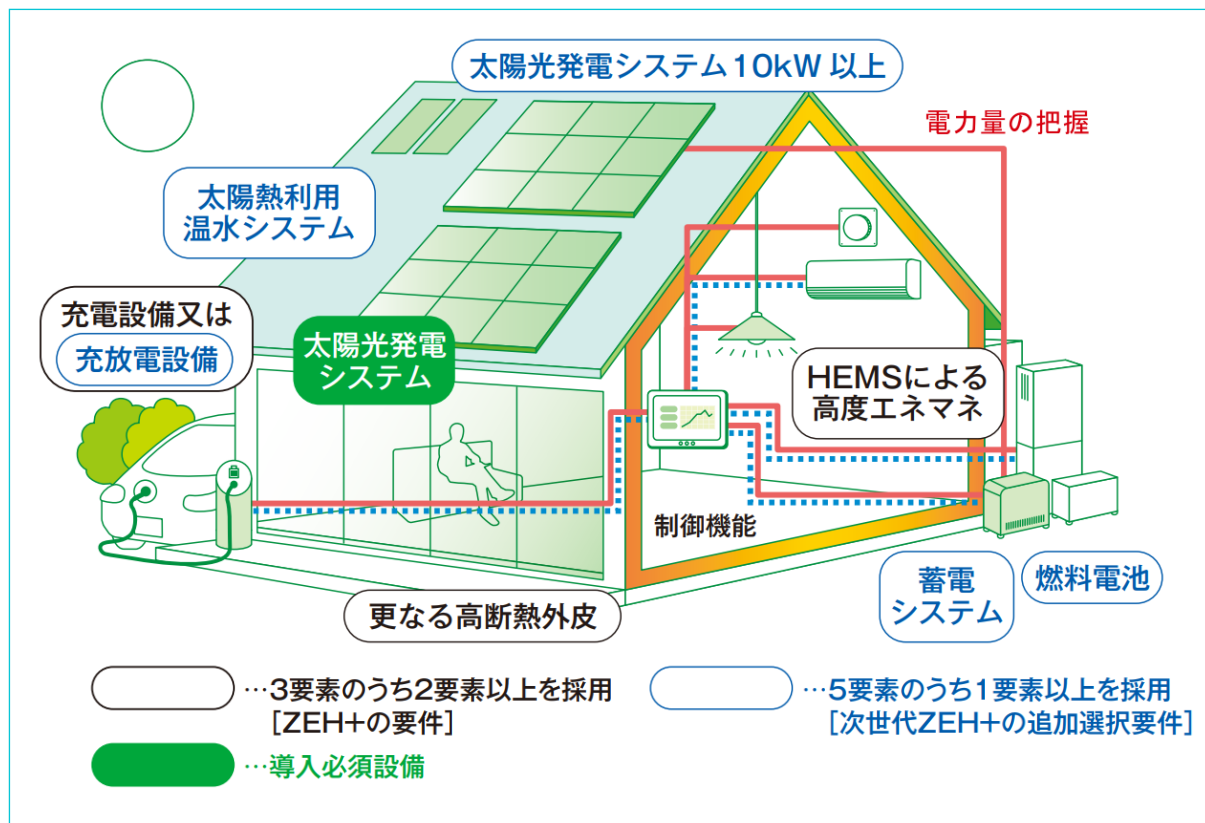 太陽光発電システム10kW 以上
電力量の把握
太陽熱利用
温水システム
充電設備又は
充放電設備
太陽光発電
システム
HEMSによる
高度エネマネ
制御機能
蓄電
システム
燃料電池
更なる高断熱外皮
…3要素のうち2要素以上を採用
[ZEH+の要件]
…5要素のうち1要素以上を採用
[次世代ZEH+の追加選択要件]
…導入必須設備